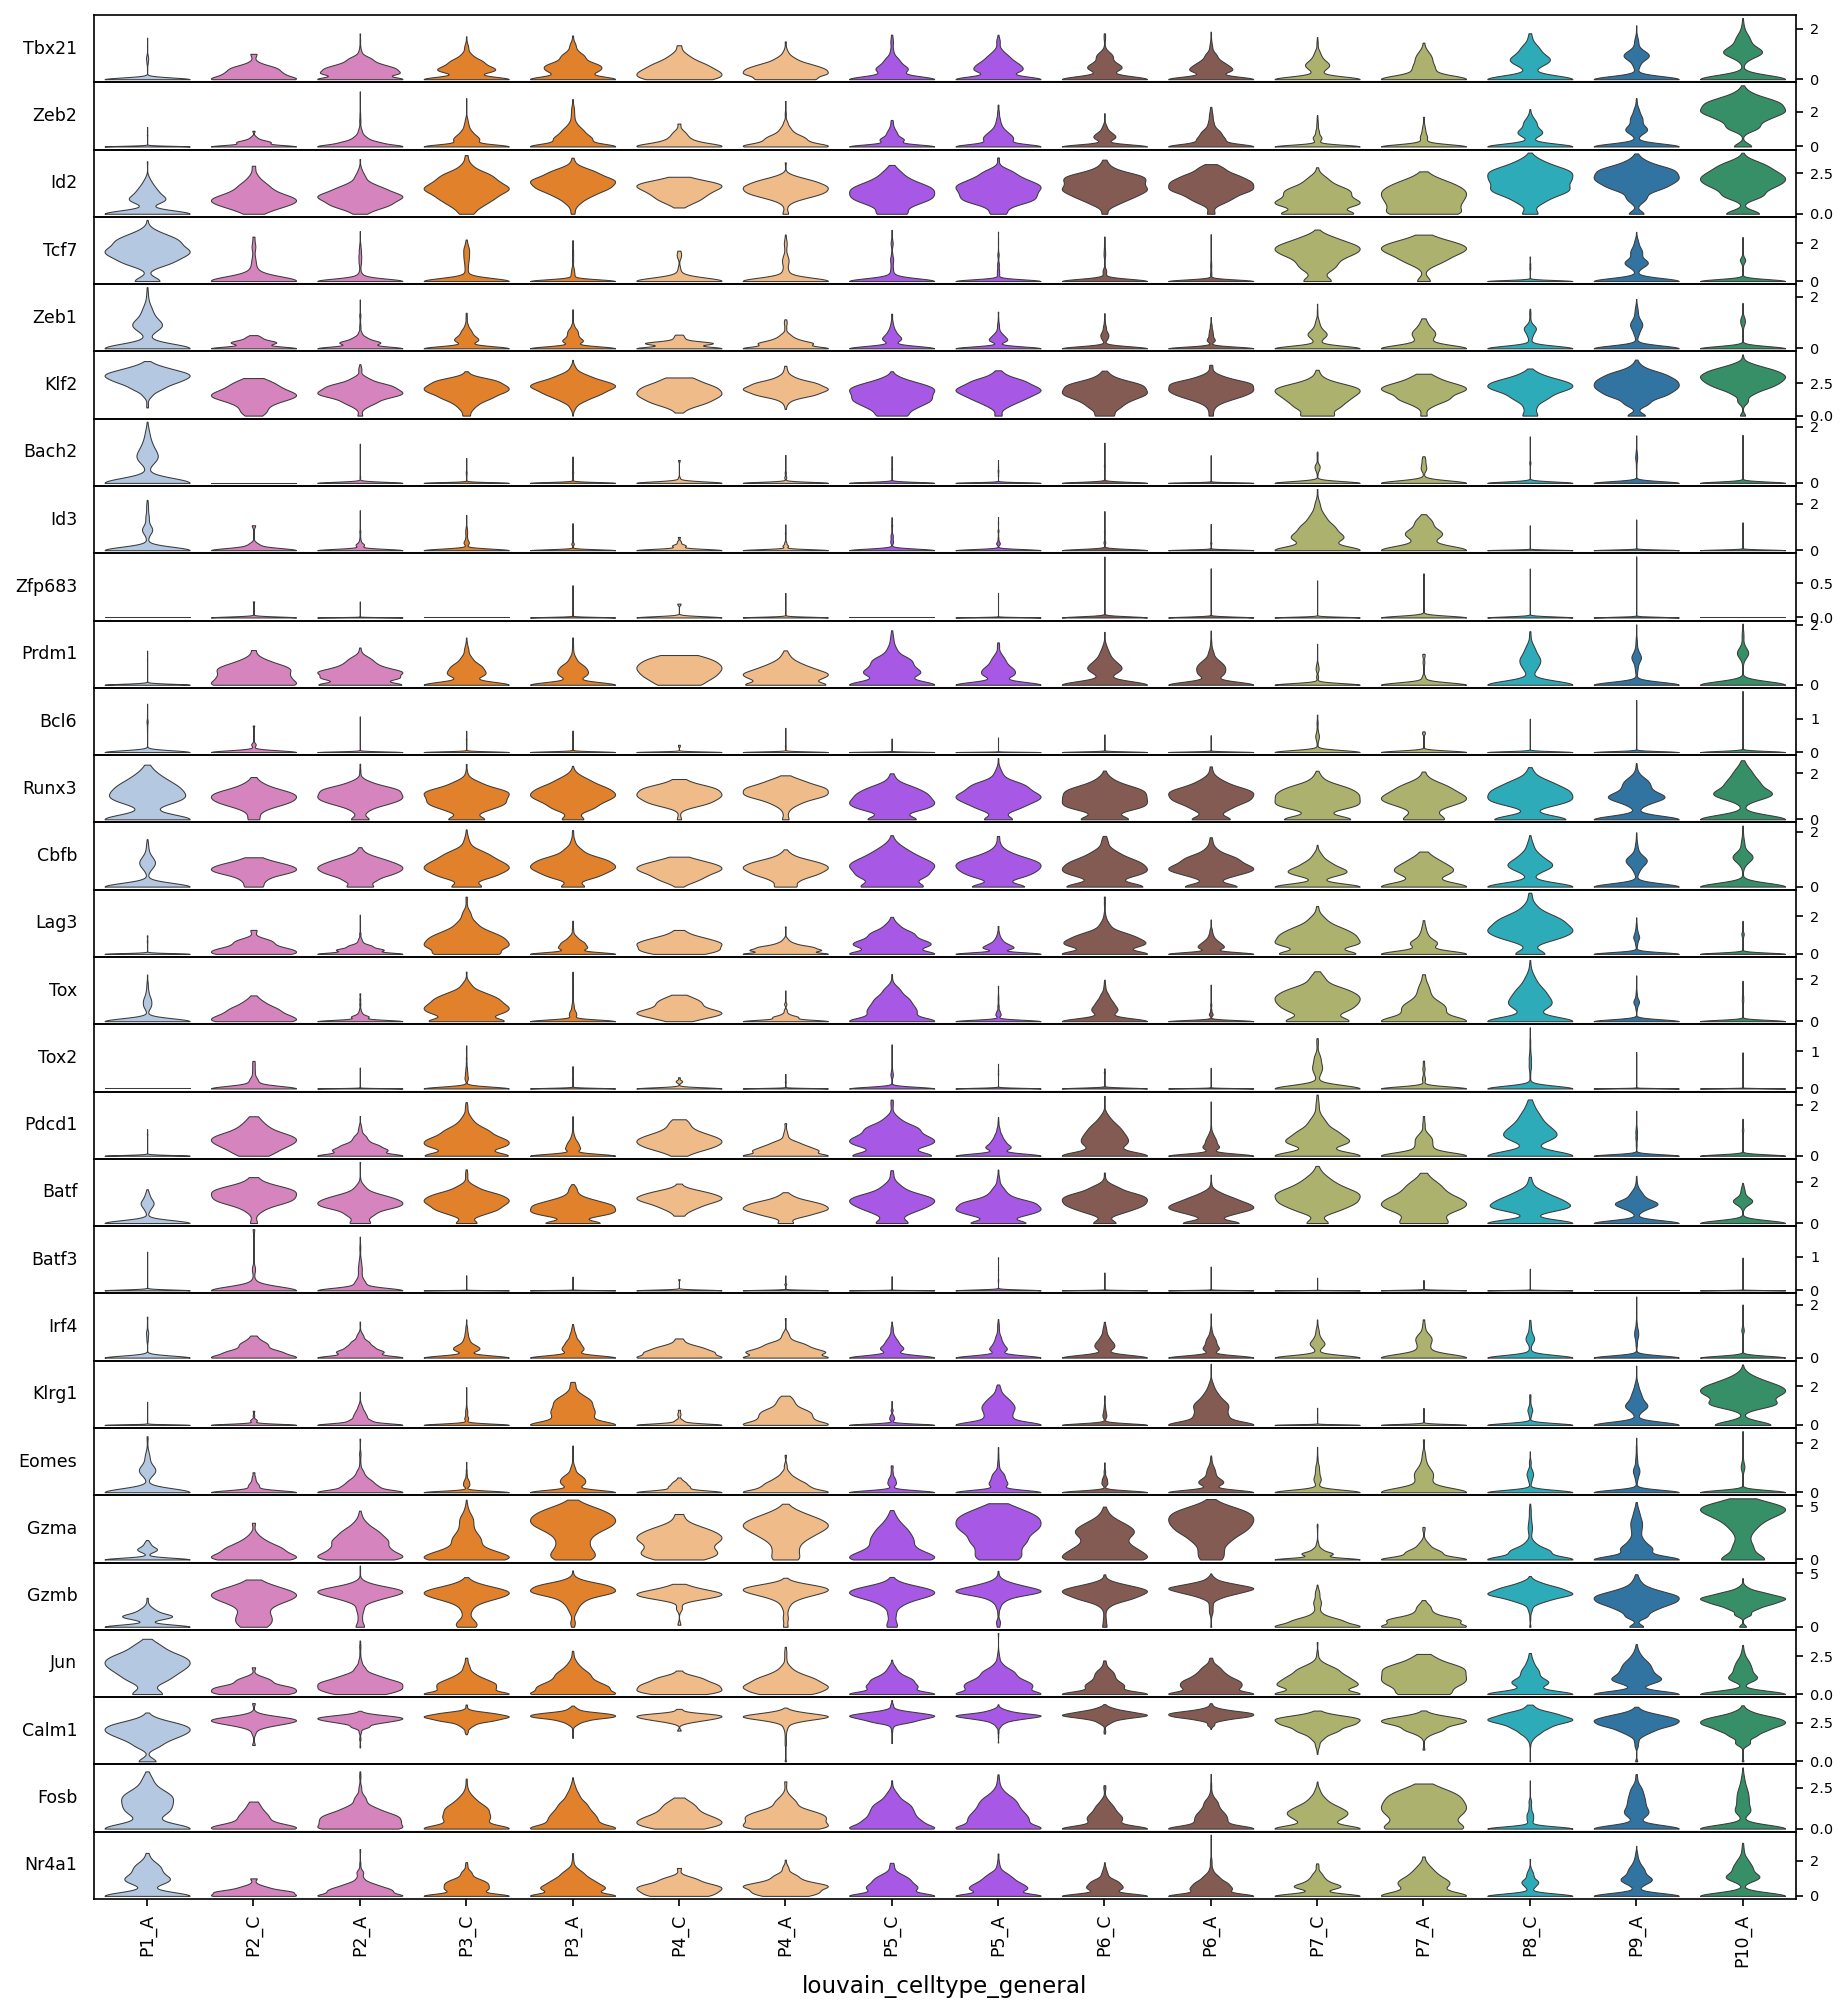 Tbx21 2 0
Zeb2 2 0
Id2 2.5 0.0
Tcf7 2 0
Zeb1 2 0
Klf2 2.5 0.0
Bach2 2 0
Id3 2 0
Zfp683 0.5 0.0
Prdm1 2 0
Bcl6 1 0
Runx3 2 0
Cbfb 2 0
Lag3 2 0
Tox 2 0
Tox2 1 0
Pdcd1 2 0
Batf 2 0
Batf3 1 0
Irf4 2 0
Klrg1 2 0
Eomes 2 0
Gzma 5 0
Gzmb 5 0
Jun 2.5 0.0
Calm1 2.5 0.0
Fosb 2.5 0.0
Nr4a1 2 0
P1_A P2_C P2_A P3_C P3_A P4_C P4_A P5_C P5_A P6_C P6_A P7_C P7_A P8_C P9_A P10_A
louvain_celltype_general